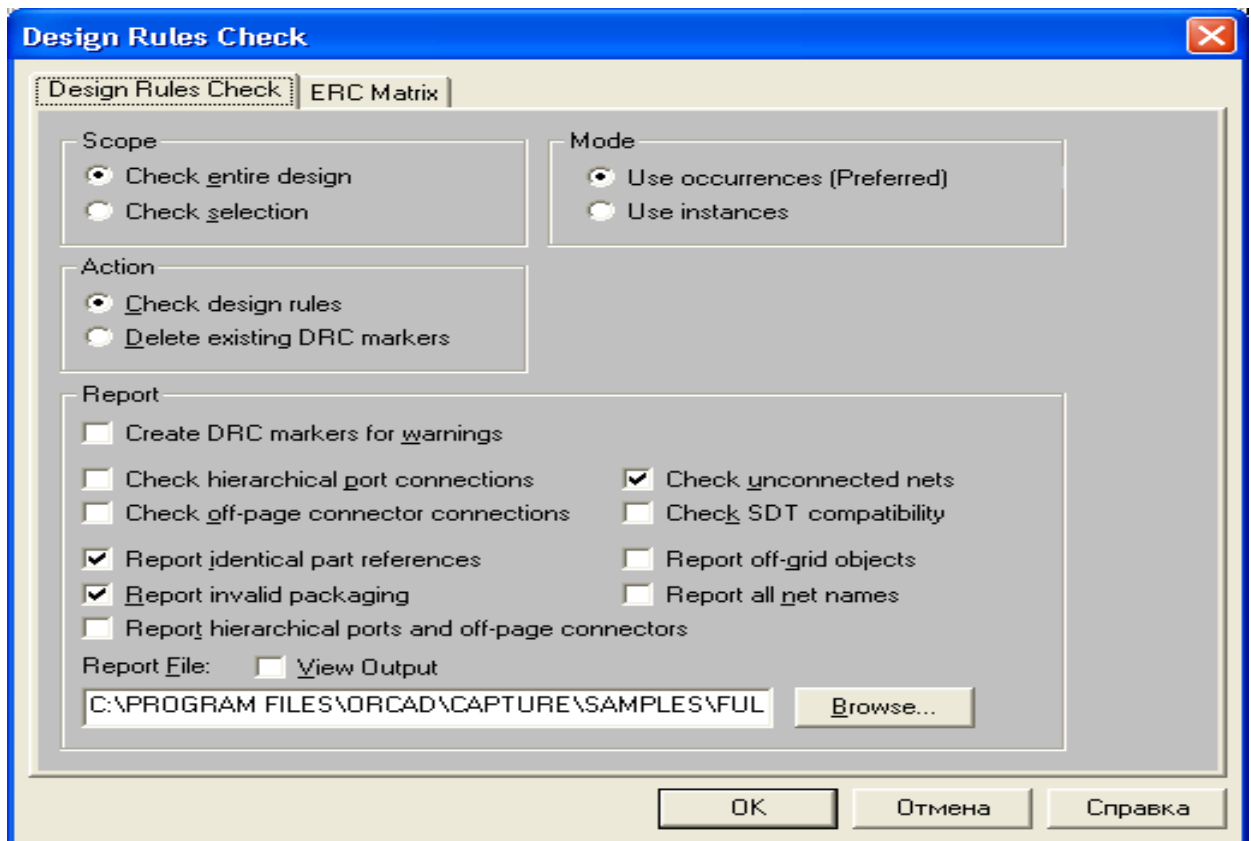 Design Rules Check
Design Rules Check ERC Matrix
Scope
Check entire design
Check selection
Mode
Use occurrences (Preferred)
Use instances
Action
Check design rules
Delete existing DRC markers
Report
Create DRC markers for warnings
Check hierarchical port connections
Check unconnected nets
Check off-page connector connections
Check SDT compatibility
Report identical part references
Report off-grid objects
Report invalid packaging
Report all net names
Report hierarchical ports and off-page connectors
Report File: View Output
C:\PROGRAM FILES\ORCAD\CAPTURE\SAMPLES\FUL
Browse...
OK Отмена Справка